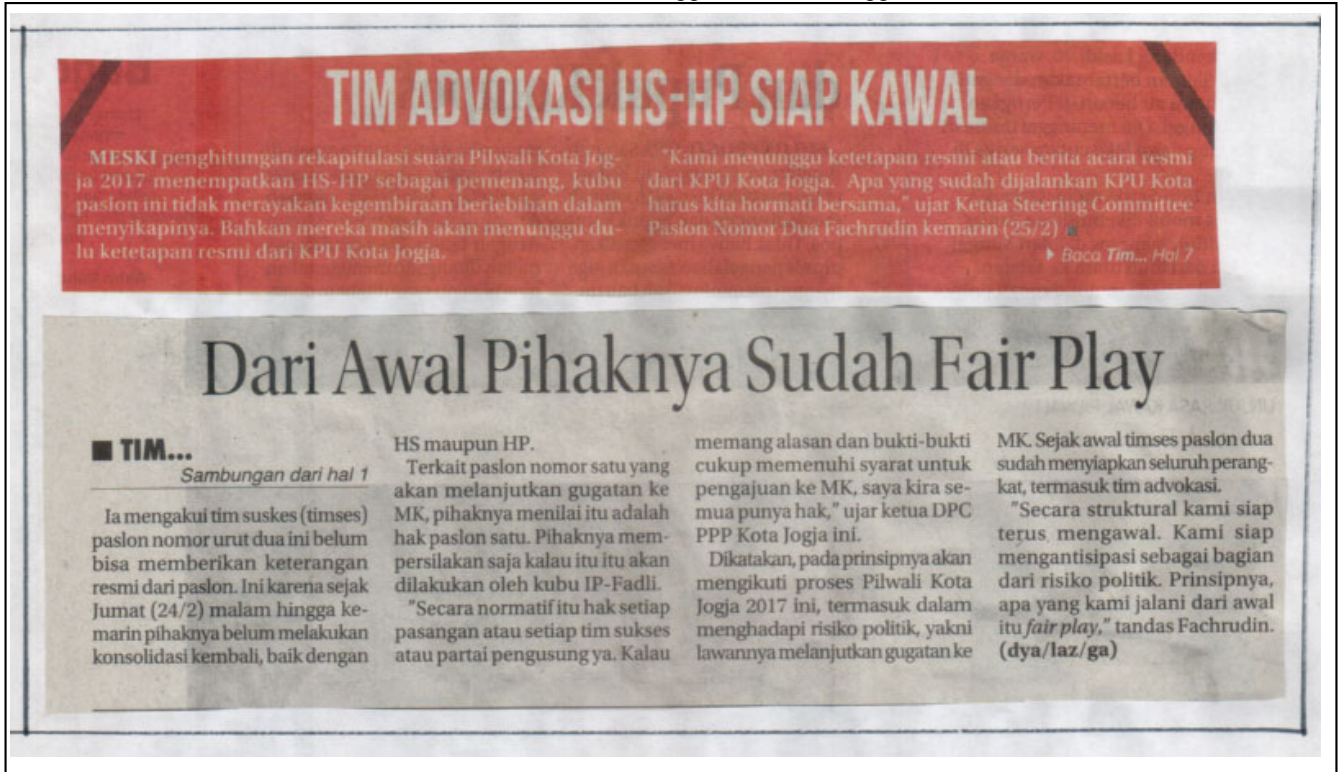 TIM ADVOKASI HS-HP SIAP KAWAL
MESKI penghitungan rekapitulasi suara Pilwali Kota Jog-
ja 2017 menempatkan HS-HP sebagai pemenang, kubu
paslon ini tidak merayakan kegembiraan berlebihan dalam
menyikapinya. Bahkan mereka masih akan menunggu du-
lu ketetapan resmi dari KPU Kota Jogja.
"Kami menunggu ketetapan resmi atau berita acara resmi
dari KPU Kota Jogja. Apa yang sudah dijalankan KPU Kota
harus kita hormati bersama," ujar Ketua Steering Committee
Paslon Nomor Dua Fachrudin kemarin (25/2)
Baca Tim... Hal 7
Dari Awal Pihaknya Sudah Fair Play
TIM...
Sambungan dari hal 1
Ia mengakui tim suskes (timses)
paslon nomor urut dua ini belum
bisa memberikan keterangan
resmi dari paslon. Ini karena sejak
Jumat (24/2) malam hingga ke-
marin pihaknya belum melakukan
konsolidasi kembali, baik dengan
HS maupun HP.
Terkait paslon nomor satu yang
akan melanjutkan gugatan ke
MK, pihaknya menilai itu adalah
hak paslon satu. Pihaknya mem-
persilakan saja kalau itu itu akan
dilakukan oleh kubu IP-Fadli.
"Secara normatif itu hak setiap
pasangan atau setiap tim sukses
atau partai pengusung ya. Kalau
memang alasan dan bukti-bukti
cukup memenuhi syarat untuk
pengajuan ke MK, saya kira se-
mua punya hak," ujar ketua DPC
PPP Kota Jogja ini.
Dikatakan, pada prinsipnya akan
mengikuti proses Pilwali Kota
Jogja 2017 ini, termasuk dalam
menghadapi risiko politik, yakni
lawannya melanjutkan gugatan ke
MK. Sejak awal timses paslon dua
sudah menyiapkan seluruh perang-
kat, termasuk tim advokasi.
"Secara struktural kami siap
terus mengawal. Kami siap
mengantisipasi sebagai bagian
dari risiko politik. Prinsipnya,
apa yang kami jalani dari awal
itu fair play," tandas Fachrudin.
(dya/laz/ga)